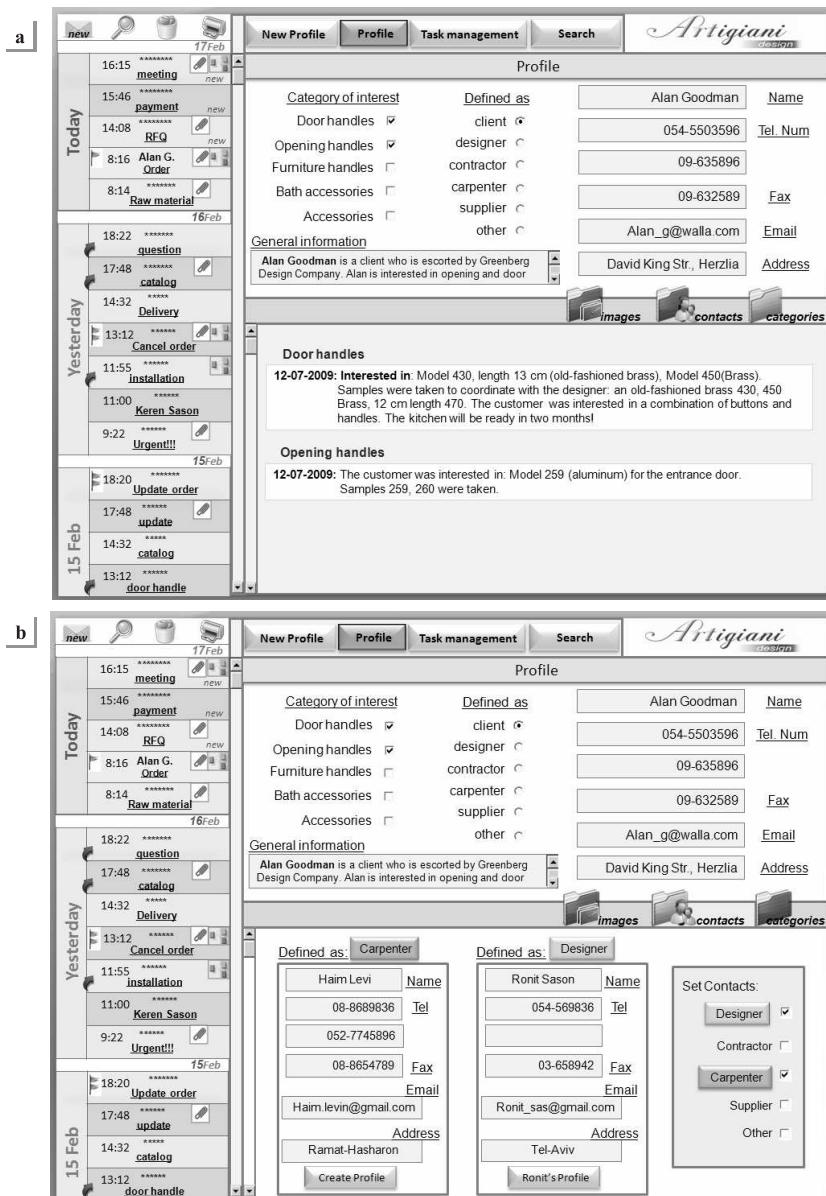 a
new
17Feb
New Profile
Profile
Task management
Search
Artigiani
design
Today
16:15 ********
meeting
new
15:46 ********
payment
new
14:08 ********
RFQ
new
8:16 Alan G.
Order
8:14 *******
Raw material
16Feb
Yesterday
18:22 *******
question
17:48 *******
catalog
14:32 *****
Delivery
13:12 ******
Cancel order
11:55 ******
installation
11:00 ******
Keren Sason
9:22 ******
Urgent!!!
15Feb
15 Feb
18:20 *******
Update order
17:48 ******
update
14:32 *****
catalog
13:12 ******
door handle
Profile
Category of interest
Door handles
Opening handles
Furniture handles
Bath accessories
Accessories
Defined as
client
designer
contractor
carpenter
supplier
other
Alan Goodman Name
054-5503596 Tel. Num
09-635896
09-632589 Fax
Alan_g@walla.com Email
David King Str., Herzlia Address
General information
Alan Goodman is a client who is escorted by Greenberg
Design Company. Alan is interested in opening and door
images
contacts
categories
Door handles
12-07-2009: Interested in: Model 430, length 13 cm (old-fashioned brass), Model 450(Brass).
Samples were taken to coordinate with the designer: an old-fashioned brass 430, 450
Brass, 12 cm length 470. The customer was interested in a combination of buttons and
handles. The kitchen will be ready in two months!
Opening handles
12-07-2009: The customer was interested in: Model 259 (aluminum) for the entrance door.
Samples 259, 260 were taken.
b
new
17Feb
New Profile
Profile
Task management
Search
Artigiani
design
Today
16:15 ********
meeting
new
15:46 ********
payment
new
14:08 ********
RFQ
new
8:16 Alan G.
Order
8:14 *******
Raw material
16Feb
Yesterday
18:22 *******
question
17:48 *******
catalog
14:32 *****
Delivery
13:12 ******
Cancel order
11:55 ******
installation
11:00 ******
Keren Sason
9:22 ******
Urgent!!!
15Feb
15 Feb
18:20 *******
Update order
17:48 ******
update
14:32 *****
catalog
13:12 ******
door handle
Profile
Category of interest
Door handles
Opening handles
Furniture handles
Bath accessories
Accessories
Defined as
client
designer
contractor
carpenter
supplier
other
Alan Goodman Name
054-5503596 Tel. Num
09-635896
09-632589 Fax
Alan_g@walla.com Email
David King Str., Herzlia Address
General information
Alan Goodman is a client who is escorted by Greenberg
Design Company. Alan is interested in opening and door
images
contacts
categories
Defined as: Carpenter
Haim Levi Name
08-8689836 Tel
052-7745896
08-8654789 Fax
Email
Haim.levin@gmail.com
Address
Ramat-Hasharon
Create Profile
Defined as: Designer
Ronit Sason Name
054-569836 Tel
03-658942 Fax
Email
Ronit_sas@gmail.com
Address
Tel-Aviv
Ronit's Profile
Set Contacts:
Designer
Contractor
Carpenter
Supplier
Other